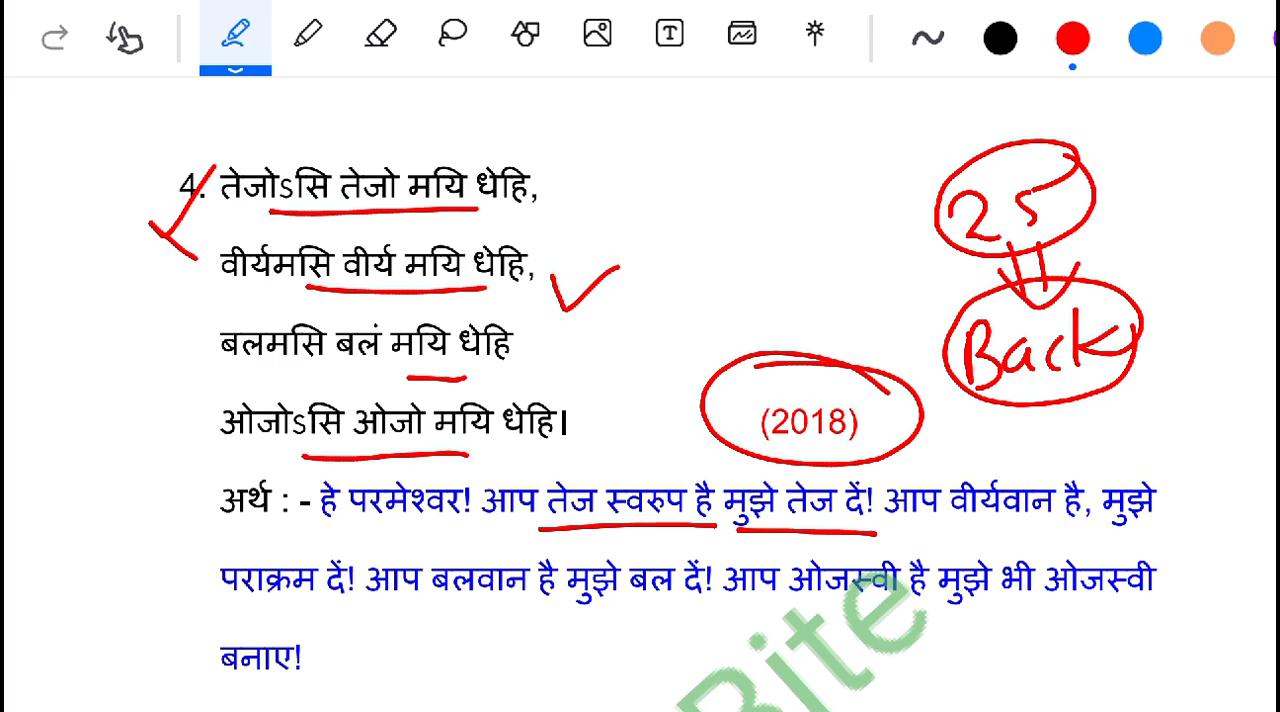 4. तेजोऽसि तेजो मयि धेहि,
25
वीर्यमसि वीर्य मयि धेहि,
बलमसि बलं मयि धेहि
Back
ओजोऽसि ओजो मयि धेहि।
(2018)
अर्थ : - हे परमेश्वर! आप तेज स्वरुप है मुझे तेज दें! आप वीर्यवान है, मुझे
पराक्रम दें! आप बलवान है मुझे बल दें! आप ओजस्वी है मुझे भी ओजस्वी
बनाए!
Bite